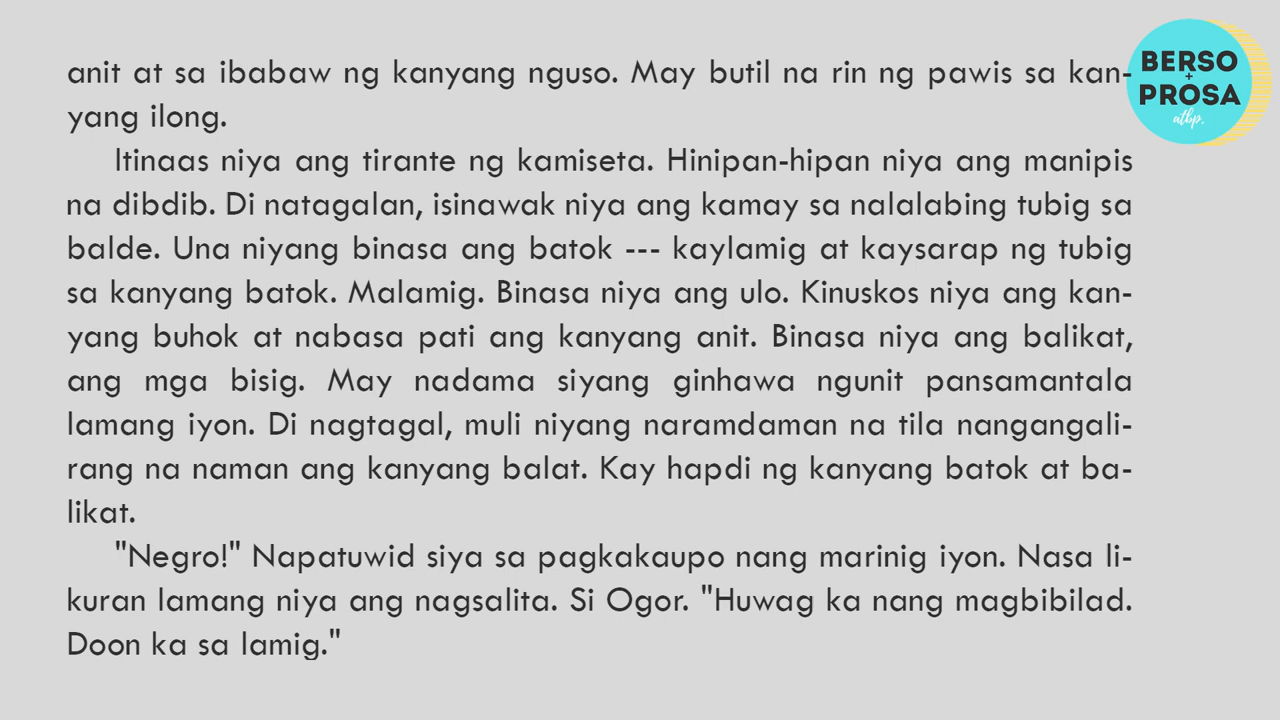 anit at sa ibabaw ng kanyang nguso. May butil na rin ng pawis sa kan-
yang ilong.
Itinaas niya ang tirante ng kamiseta. Hinipan-hipan niya ang manipis
na dibdib. Di natagalan, isinawak niya ang kamay sa nalalabing tubig sa
balde. Una niyang binasa ang batok --- kaylamig at kaysarap ng tubig
sa kanyang batok. Malamig. Binasa niya ang ulo. Kinuskos niya ang kan-
yang buhok at nabasa pati ang kanyang anit. Binasa niya ang balikat,
ang mga bisig. May nadama siyang ginhawa ngunit pansamantala
lamang iyon. Di nagtagal, muli niyang naramdaman na tila nangangali-
rang na naman ang kanyang balat. Kay hapdi ng kanyang batok at ba-
likat.
"Negro!" Napatuwid siya sa pagkakaupo nang marinig iyon. Nasa li-
kuran lamang niya ang nagsalita. Si Ogor. "Huwag ka nang magbibilad.
Doon ka sa lamig."
BERSO
+
PROSA
atbp.